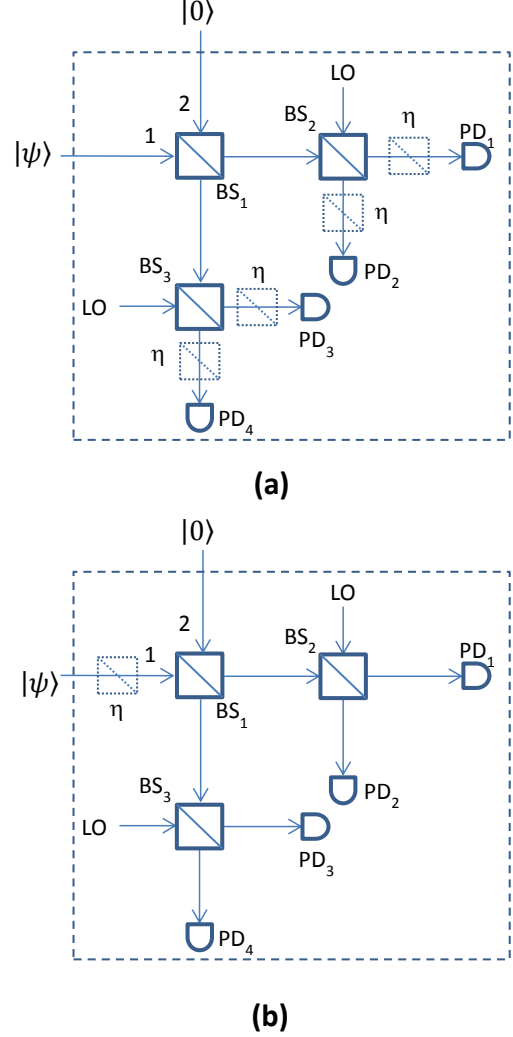 |0⟩
LO
2
BS₂
η
PD₁
|ψ⟩
1
BS₁
η
BS₃
η
PD₂
LO
PD₃
η
PD₄
(a)
|0⟩
LO
2
BS₂
PD₁
1
|ψ⟩
η
BS₁
BS₃
PD₂
LO
PD₃
PD₄
(b)